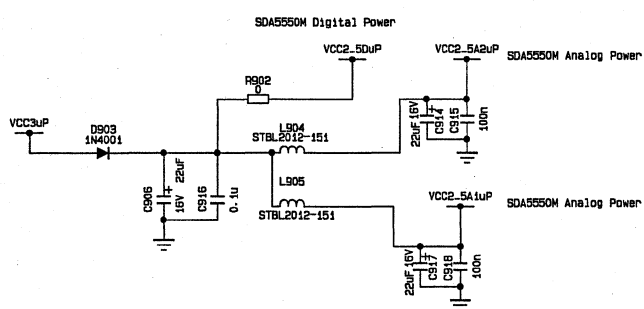 SDA5550M Digital Power
VCC2_5DuP
VCC2_5A2uP
SDA5550M Analog Power
R902
0
VCC3uP
D903
1N4001
L904
STBL2012-151
22uF 16V
C914
C915
100n
22uF
C906
16V
C916
0.1u
L905
STBL2012-151
VCC2_5A1uP
SDA5550M Analog Power
22uF 16V
C917
C918
100n